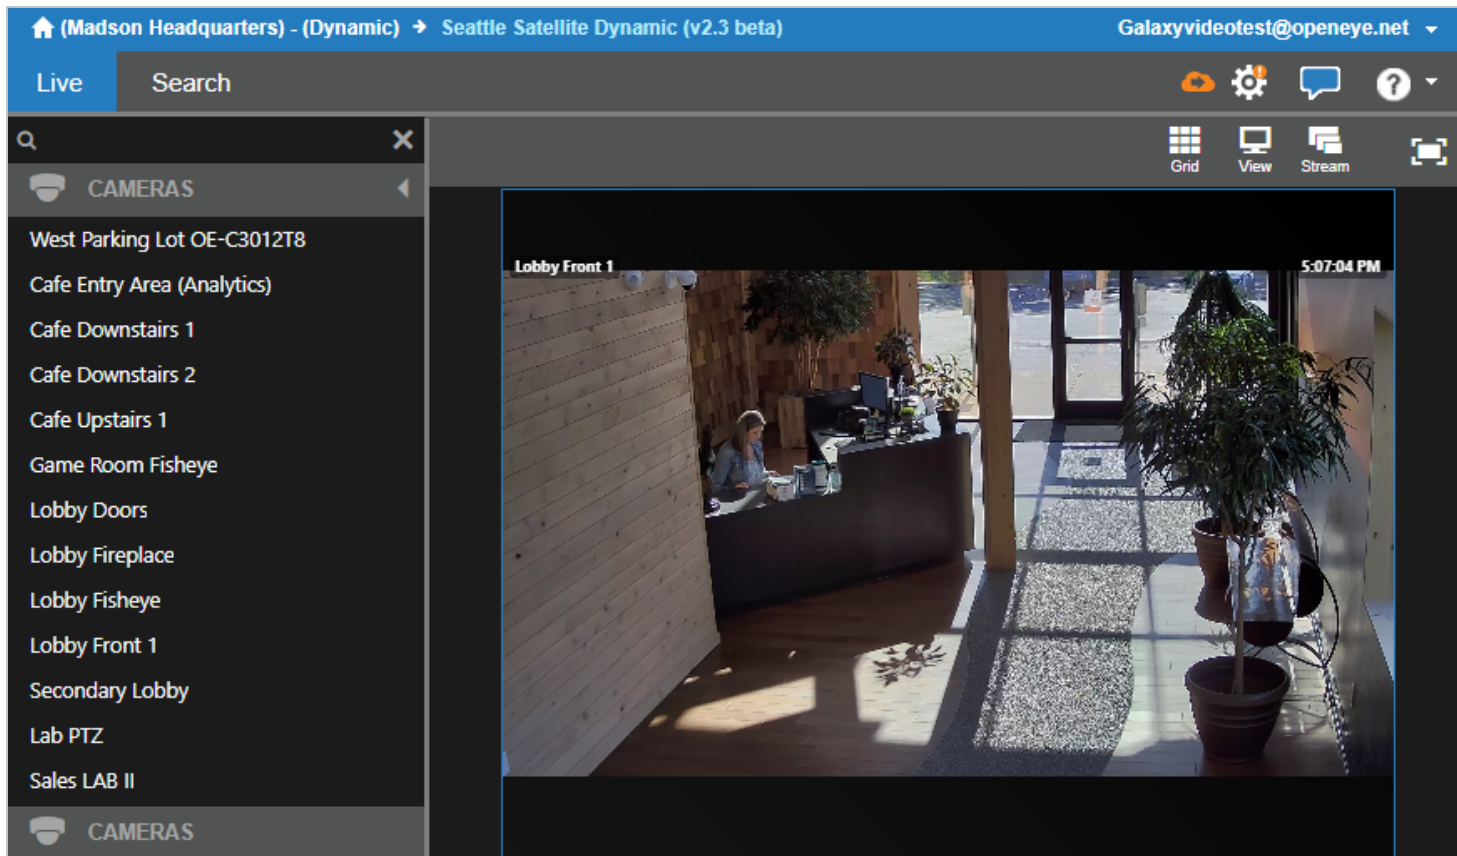 (Madson Headquarters) - (Dynamic) → Seattle Satellite Dynamic (v2.3 beta) Galaxyvideotest@openeye.net
Live Search ?
CAMERAS
Grid View Stream
West Parking Lot OE-C3012T8
Cafe Entry Area (Analytics)
Cafe Downstairs 1
Cafe Downstairs 2
Cafe Upstairs 1
Game Room Fisheye
Lobby Doors
Lobby Fireplace
Lobby Fisheye
Lobby Front 1
Secondary Lobby
Lab PTZ
Sales LAB II
CAMERAS
Lobby Front 1 5:07:04 PM